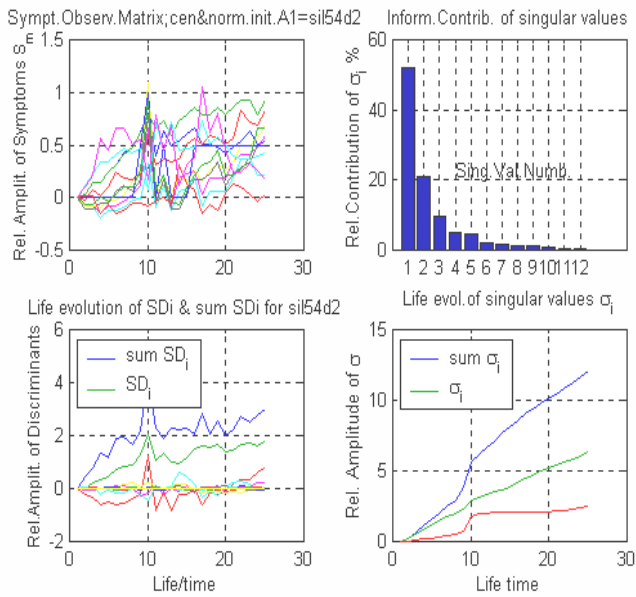 Sympt.Observ.Matrix;cen&norm.init.A1=sil54d2
Rel. Amplit. of Symptoms Sm
1.5
1
0.5
0
-0.5
0 10 20 30
Inform.Contrib. of singular values
Rel.Contribution of σi %
60
40
20
0
Sing.Val.Numb.
1 2 3 4 5 6 7 8 9 10 11 12
Life evolution of SDi & sum SDi for sil54d2
Rel.Amplit. of Discriminants
6
4
2
0
-2
sum SDi
SDi
0 10 20 30
Life/time
Life evol.of singular values σi
Rel. Amplitude of σ
15
10
5
0
sum σi
σi
0 10 20 30
Life time